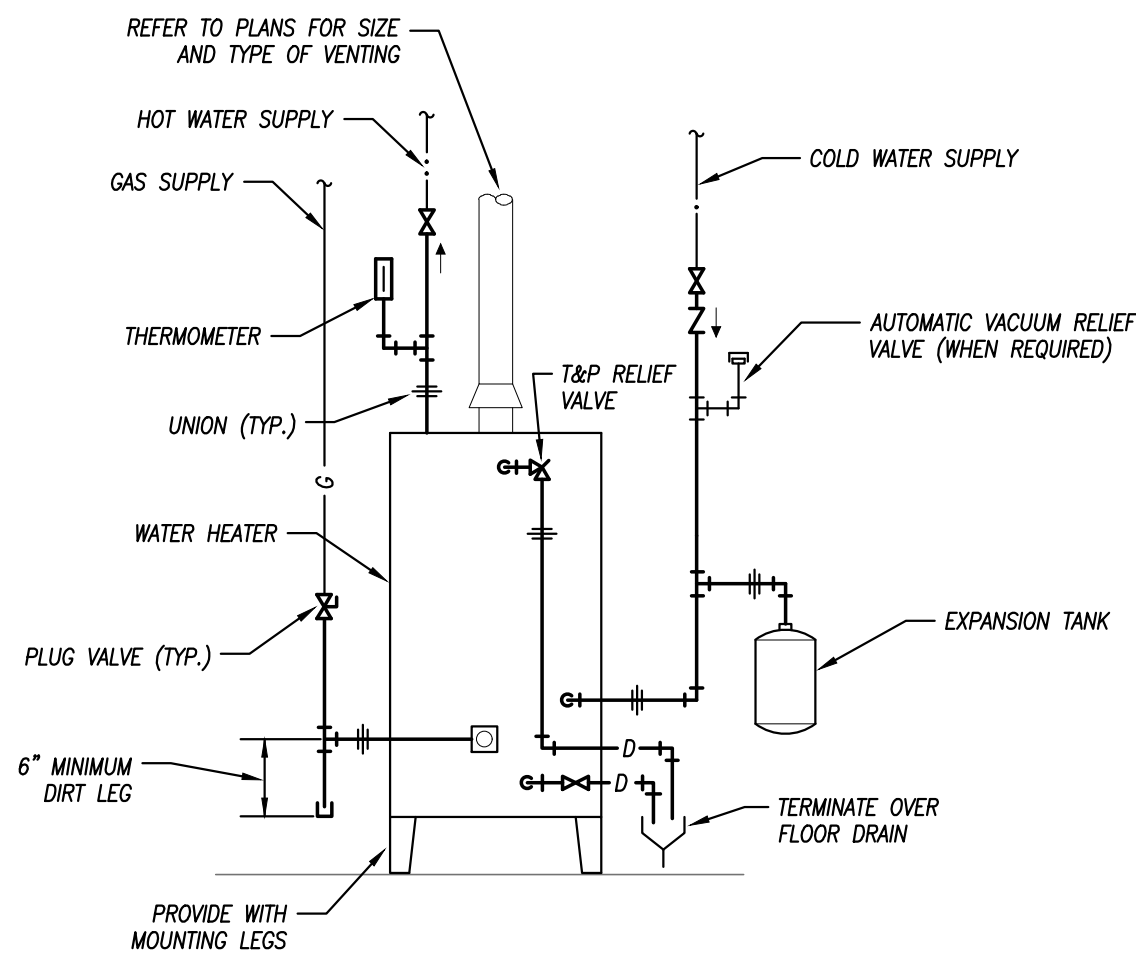 REFER TO PLANS FOR SIZE
AND TYPE OF VENTING
HOT WATER SUPPLY
COLD WATER SUPPLY
GAS SUPPLY
THERMOMETER
AUTOMATIC VACUUM RELIEF
VALVE (WHEN REQUIRED)
T&P RELIEF
VALVE
UNION (TYP.)
G
WATER HEATER
EXPANSION TANK
PLUG VALVE (TYP.)
D
6" MINIMUM
DIRT LEG
D
TERMINATE OVER
FLOOR DRAIN
PROVIDE WITH
MOUNTING LEGS